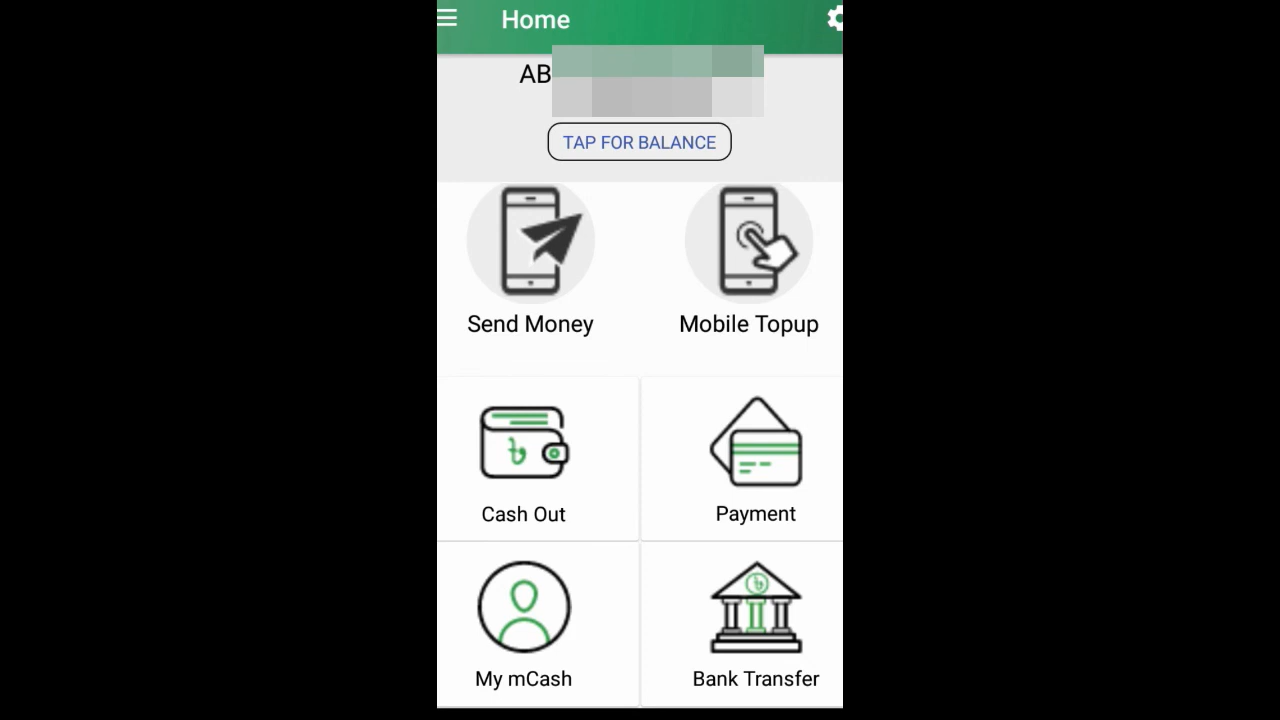 Home
AB
TAP FOR BALANCE
Send Money
Mobile Topup
৳
Cash Out
Payment
৳
My mCash
Bank Transfer